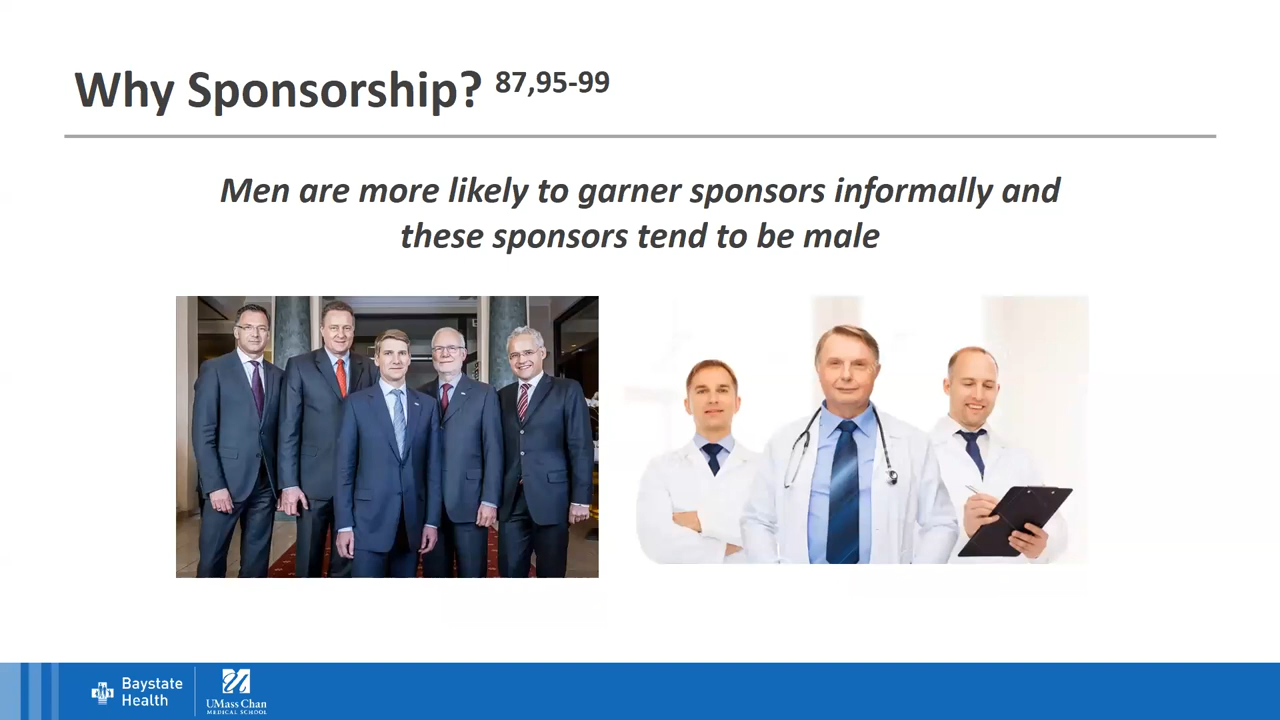 Why Sponsorship? 87,95-99
Men are more likely to garner sponsors informally and
these sponsors tend to be male
Baystate
Health
UMass Chan
MEDICAL SCHOOL